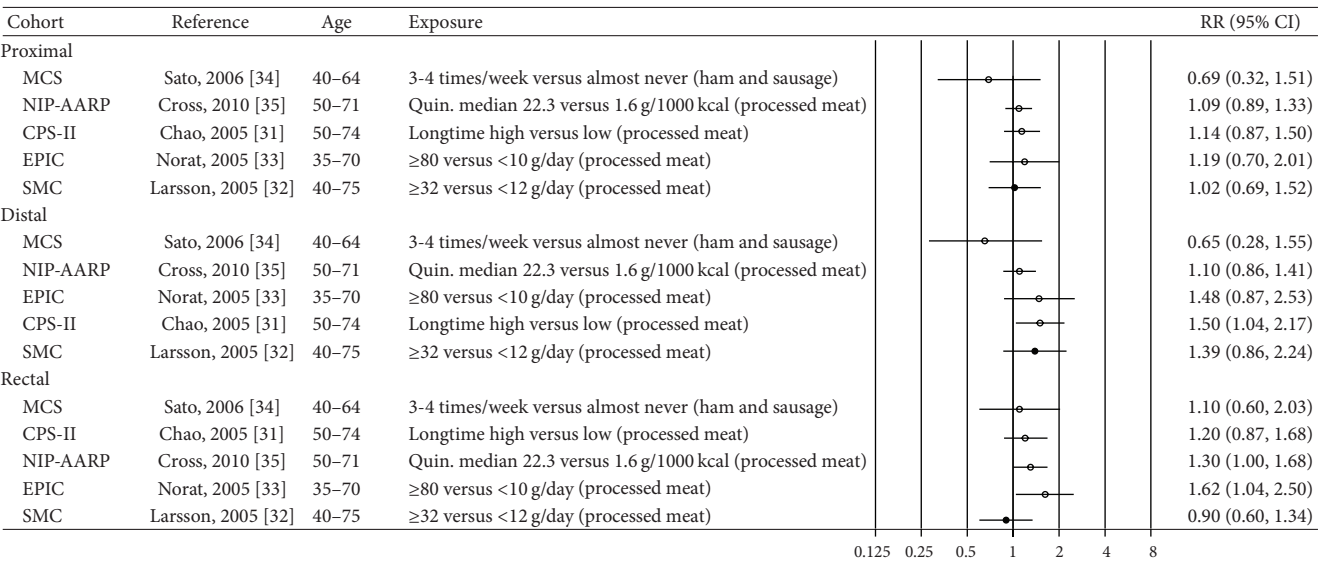 Cohort Reference Age Exposure RR (95% CI)
Proximal
MCS Sato, 2006 [34] 40–64 3-4 times/week versus almost never (ham and sausage) 0.69 (0.32, 1.51)
NIP-AARP Cross, 2010 [35] 50–71 Quin. median 22.3 versus 1.6 g/1000 kcal (processed meat) 1.09 (0.89, 1.33)
CPS-II Chao, 2005 [31] 50–74 Longtime high versus low (processed meat) 1.14 (0.87, 1.50)
EPIC Norat, 2005 [33] 35–70 ≥80 versus <10 g/day (processed meat) 1.19 (0.70, 2.01)
SMC Larsson, 2005 [32] 40–75 ≥32 versus <12 g/day (processed meat) 1.02 (0.69, 1.52)
Distal
MCS Sato, 2006 [34] 40–64 3-4 times/week versus almost never (ham and sausage) 0.65 (0.28, 1.55)
NIP-AARP Cross, 2010 [35] 50–71 Quin. median 22.3 versus 1.6 g/1000 kcal (processed meat) 1.10 (0.86, 1.41)
EPIC Norat, 2005 [33] 35–70 ≥80 versus <10 g/day (processed meat) 1.48 (0.87, 2.53)
CPS-II Chao, 2005 [31] 50–74 Longtime high versus low (processed meat) 1.50 (1.04, 2.17)
SMC Larsson, 2005 [32] 40–75 ≥32 versus <12 g/day (processed meat) 1.39 (0.86, 2.24)
Rectal
MCS Sato, 2006 [34] 40–64 3-4 times/week versus almost never (ham and sausage) 1.10 (0.60, 2.03)
CPS-II Chao, 2005 [31] 50–74 Longtime high versus low (processed meat) 1.20 (0.87, 1.68)
NIP-AARP Cross, 2010 [35] 50–71 Quin. median 22.3 versus 1.6 g/1000 kcal (processed meat) 1.30 (1.00, 1.68)
EPIC Norat, 2005 [33] 35–70 ≥80 versus <10 g/day (processed meat) 1.62 (1.04, 2.50)
SMC Larsson, 2005 [32] 40–75 ≥32 versus <12 g/day (processed meat) 0.90 (0.60, 1.34)
0.125 0.25 0.5 1 2 4 8